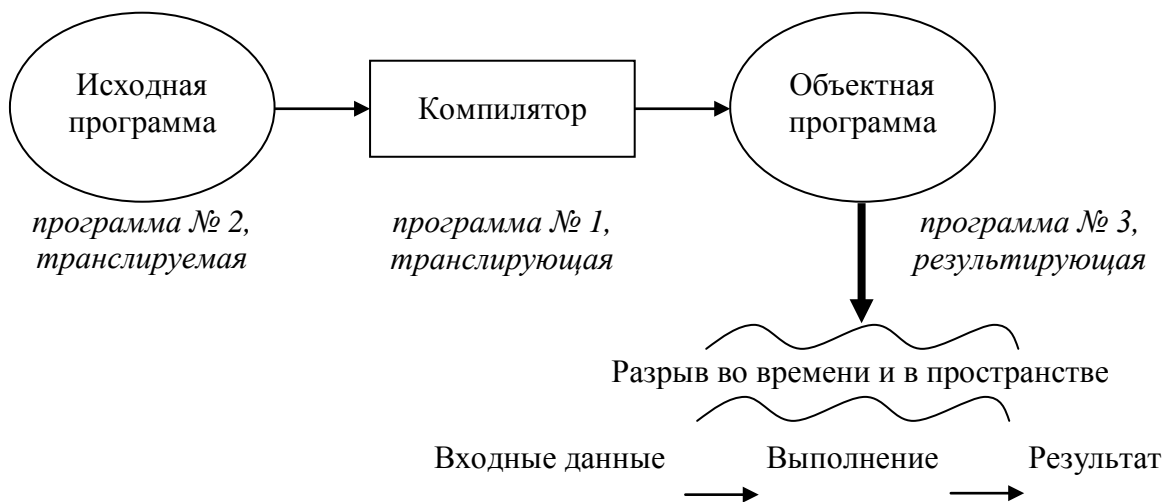 Исходная
программа
Компилятор
Объектная
программа
программа № 2,
транслируемая
программа № 1,
транслирующая
программа № 3,
результирующая
Разрыв во времени и в пространстве
Входные данные
Выполнение
Результат